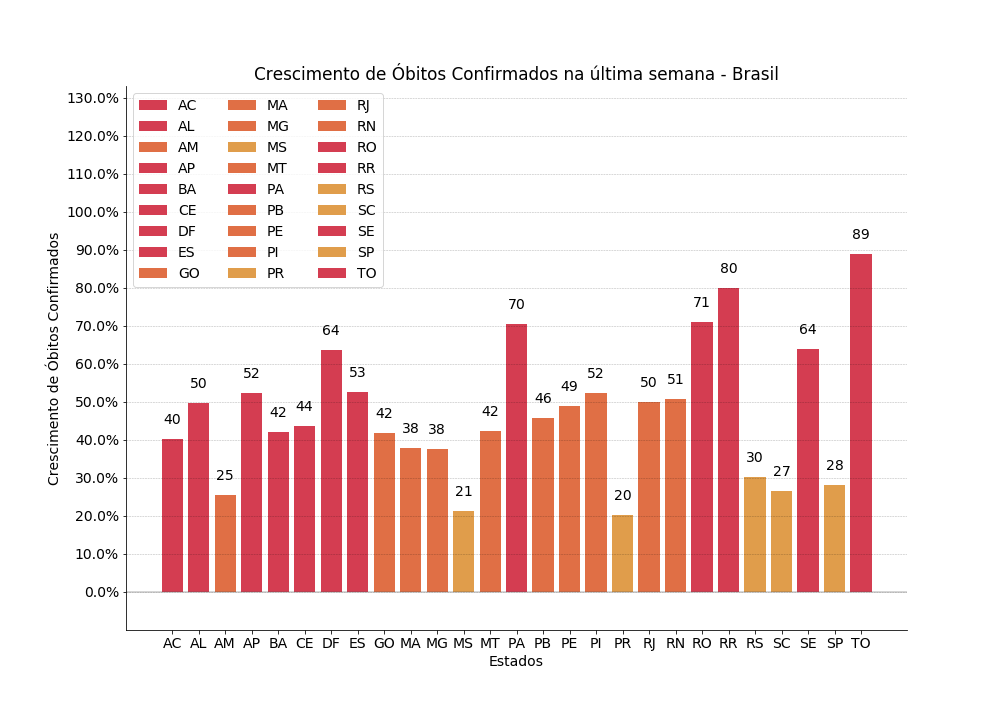 Crescimento de Óbitos Confirmados na última semana - Brasil
130.0%
120.0%
110.0%
100.0%
90.0%
80.0%
70.0%
60.0%
50.0%
40.0%
30.0%
20.0%
10.0%
0.0%
Crescimento de Óbitos Confirmados
AC MA RJ
AL MG RN
AM MS RO
AP MT RR
BA PA RS
CE PB SC
DF PE SE
ES PI SP
GO PR TO
40 50 25 52 42 44 64 53 42 38 38 21 42 70 46 49 52 20 50 51 71 80 30 27 64 28 89
AC AL AM AP BA CE DF ES GO MA MG MS MT PA PB PE PI PR RJ RN RO RR RS SC SE SP TO
Estados